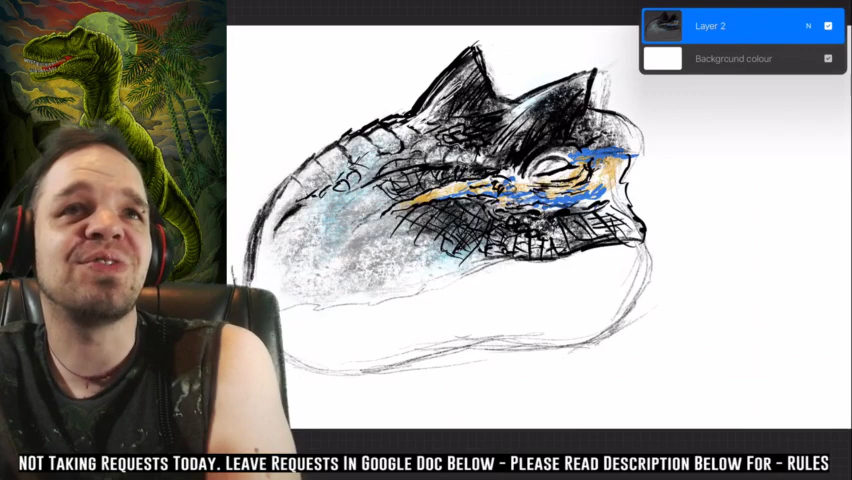 Layer 2 N
Background colour
NOT TAKING REQUESTS TODAY. LEAVE REQUESTS IN GOOGLE DOC BELOW - PLEASE READ DESCRIPTION BELOW FOR - RULES